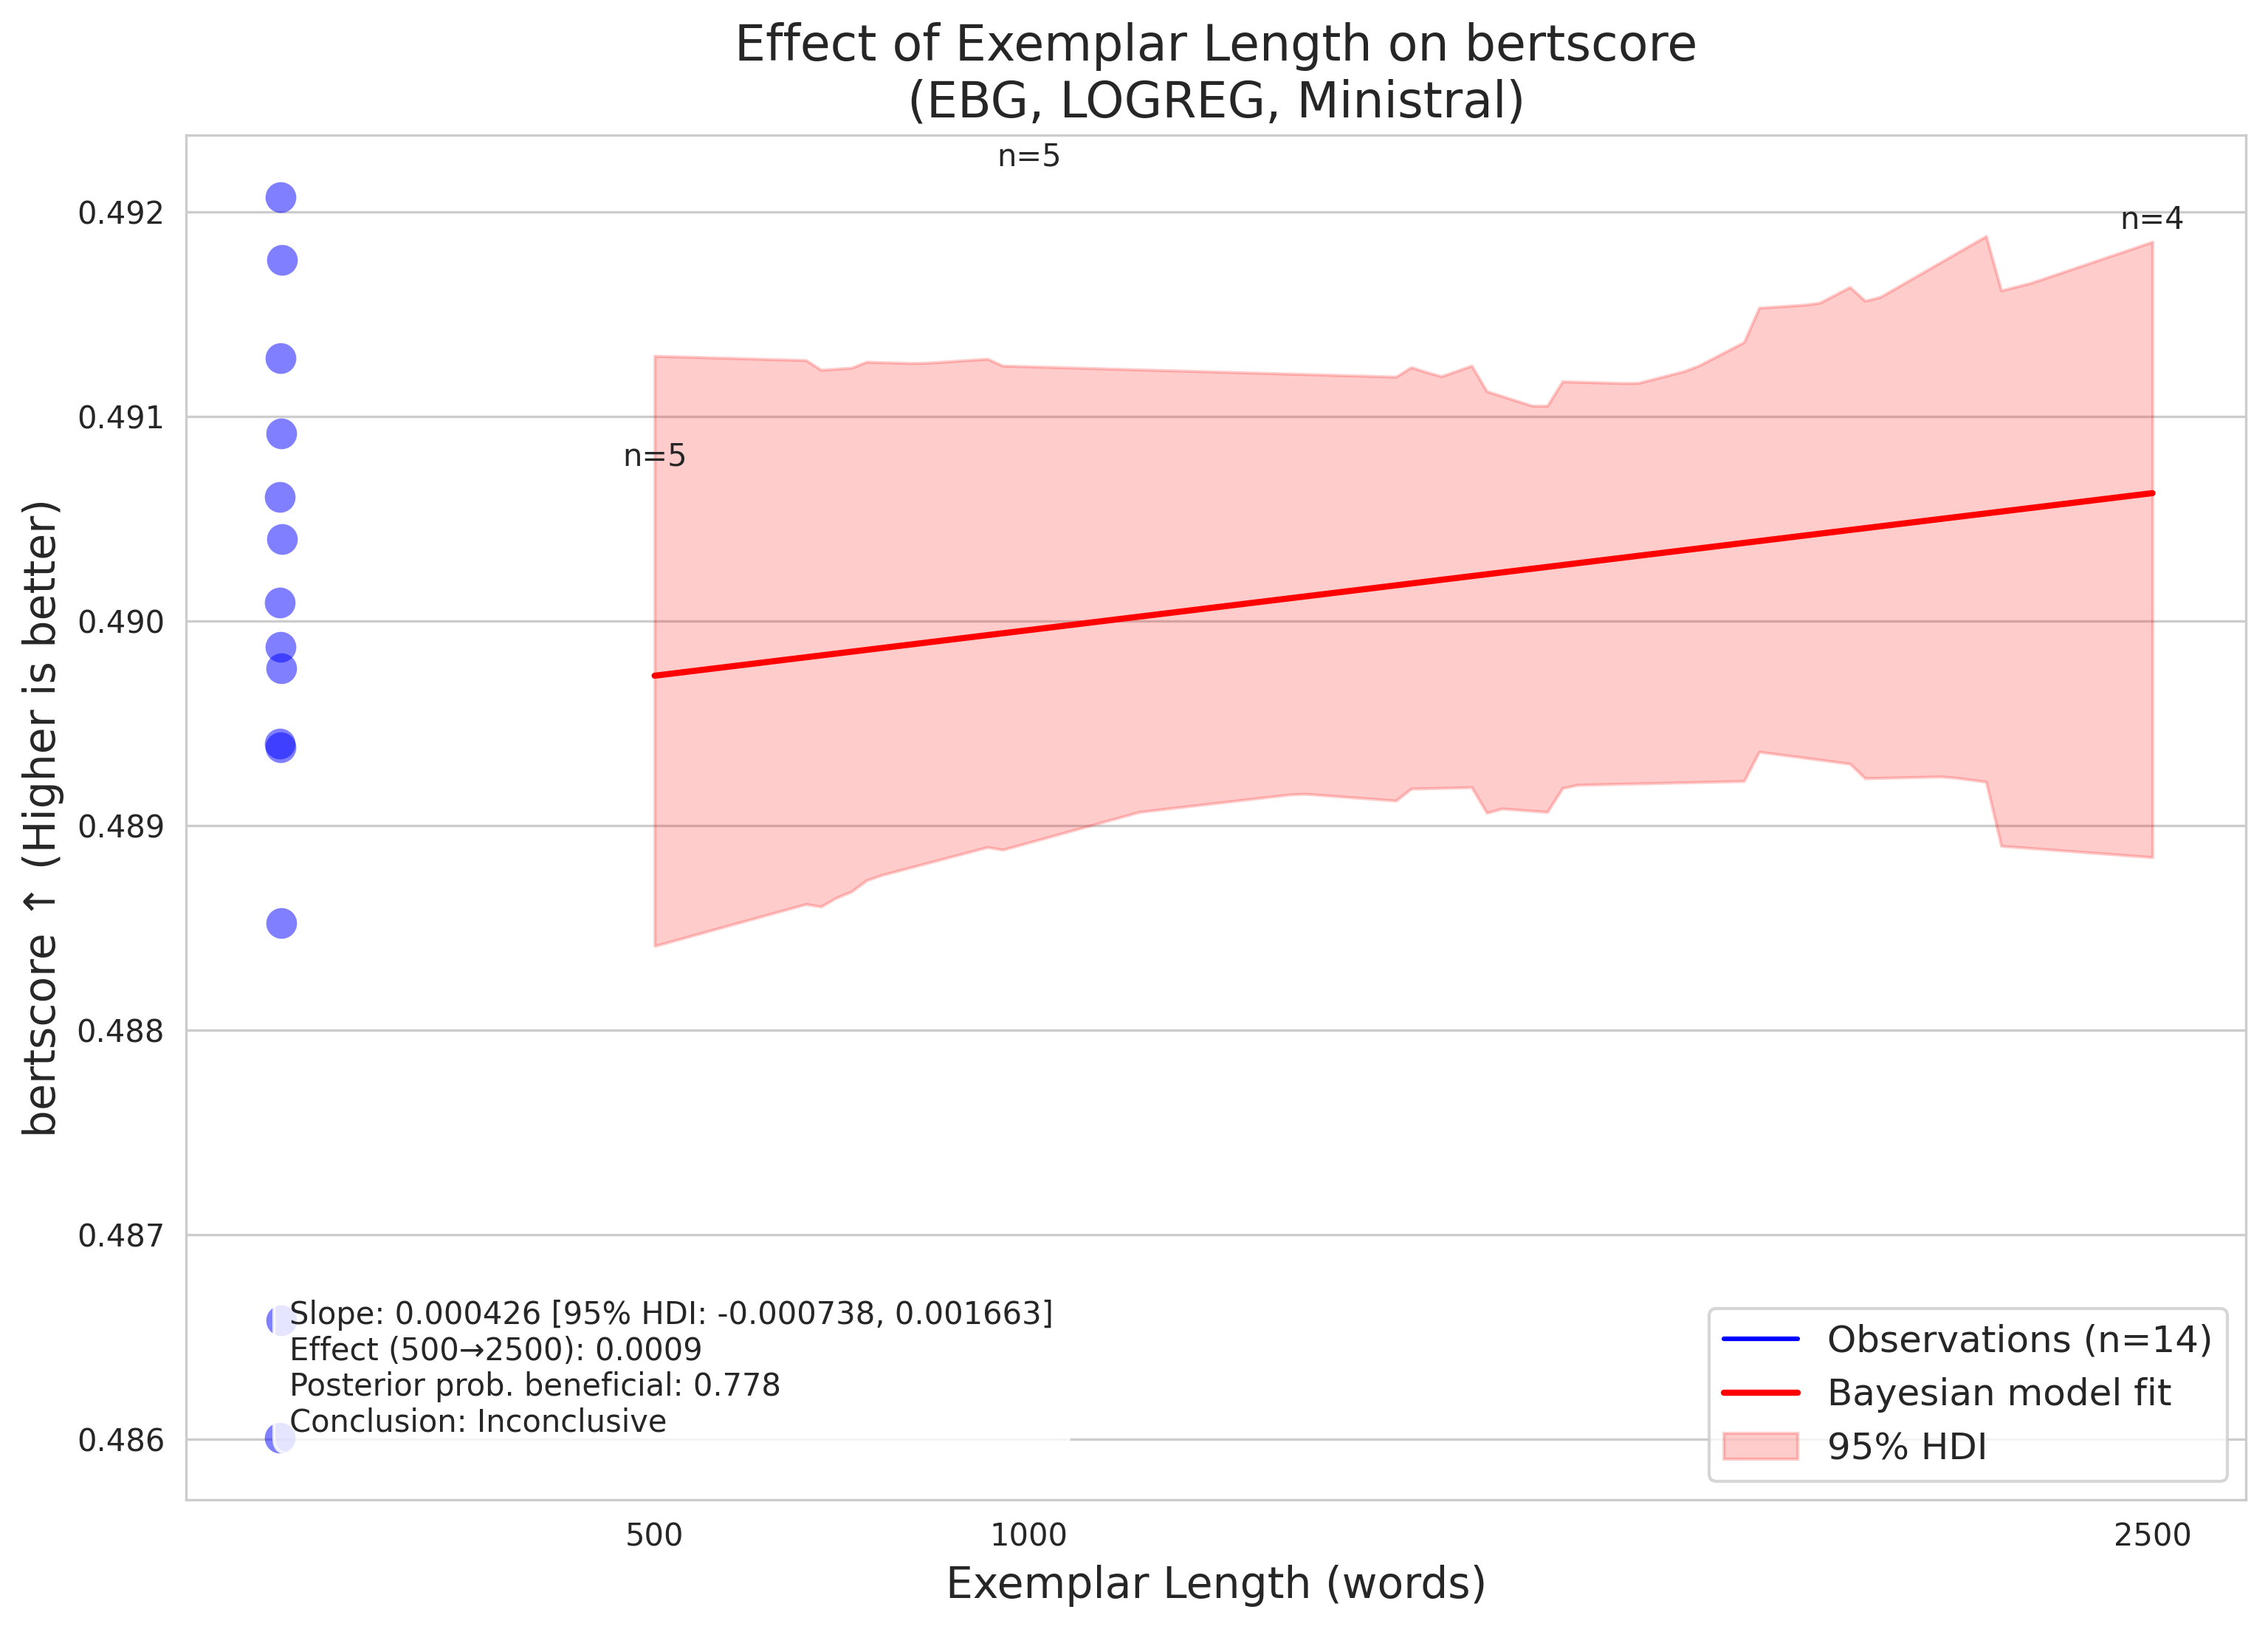 Effect of Exemplar Length on bertscore
(EBG, LOGREG, Ministral)
n=5
n=4
n=5
0.492
0.491
0.490
0.489
0.488
0.487
0.486
bertscore ↑ (Higher is better)
Slope: 0.000426 [95% HDI: -0.000738, 0.001663]
Effect (500→2500): 0.0009
Posterior prob. beneficial: 0.778
Conclusion: Inconclusive
Observations (n=14)
Bayesian model fit
95% HDI
500
1000
2500
Exemplar Length (words)